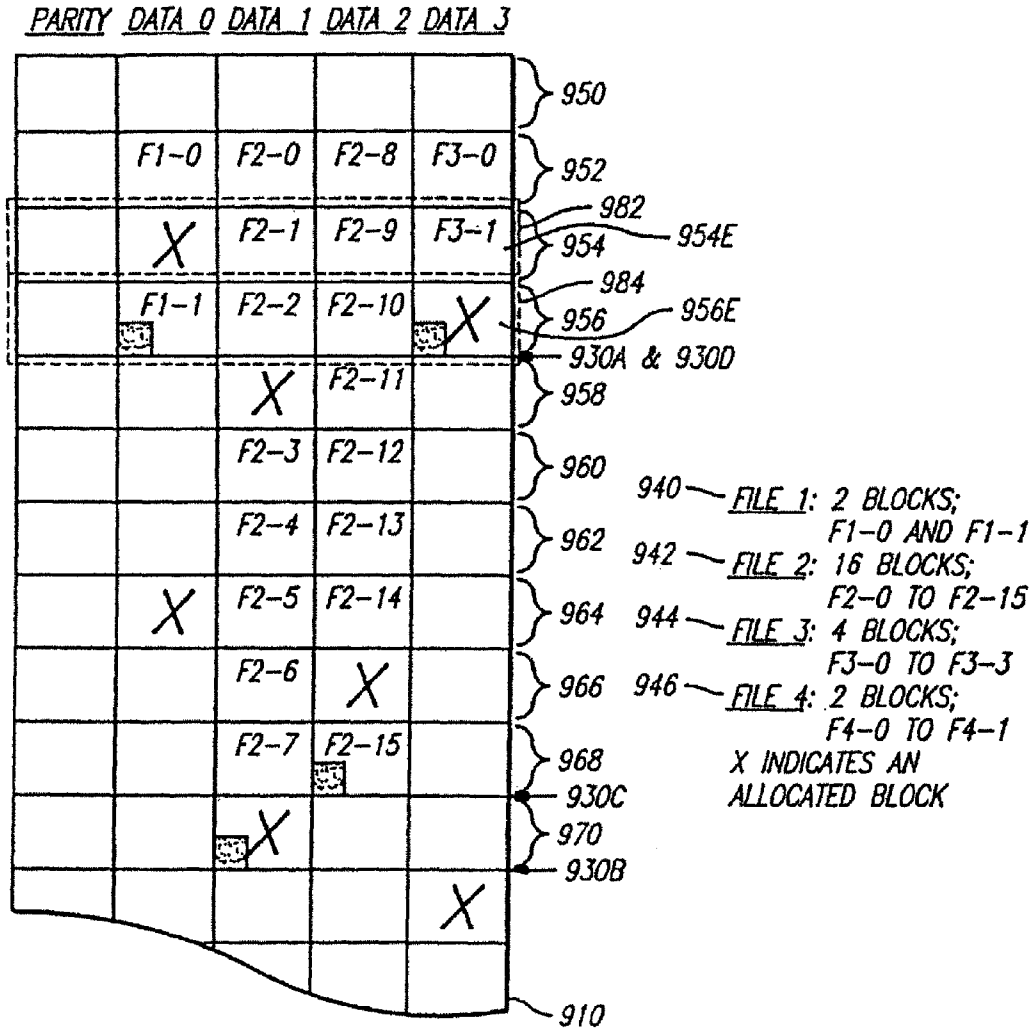 PARITY DATA 0 DATA 1 DATA 2 DATA 3
950
F1-0 F2-0 F2-8 F3-0
952
982
X F2-1 F2-9 F3-1
954
954E
984
F1-1 F2-2 F2-10 X
956
956E
930A & 930D
X F2-11
958
F2-3 F2-12
960
F2-4 F2-13
962
X F2-5 F2-14
964
F2-6 X
966
F2-7 F2-15
968
930C
X
970
930B
X
910
940 FILE 1: 2 BLOCKS;
F1-0 AND F1-1
942 FILE 2: 16 BLOCKS;
F2-0 TO F2-15
944 FILE 3: 4 BLOCKS;
F3-0 TO F3-3
946 FILE 4: 2 BLOCKS;
F4-0 TO F4-1
X INDICATES AN
ALLOCATED BLOCK